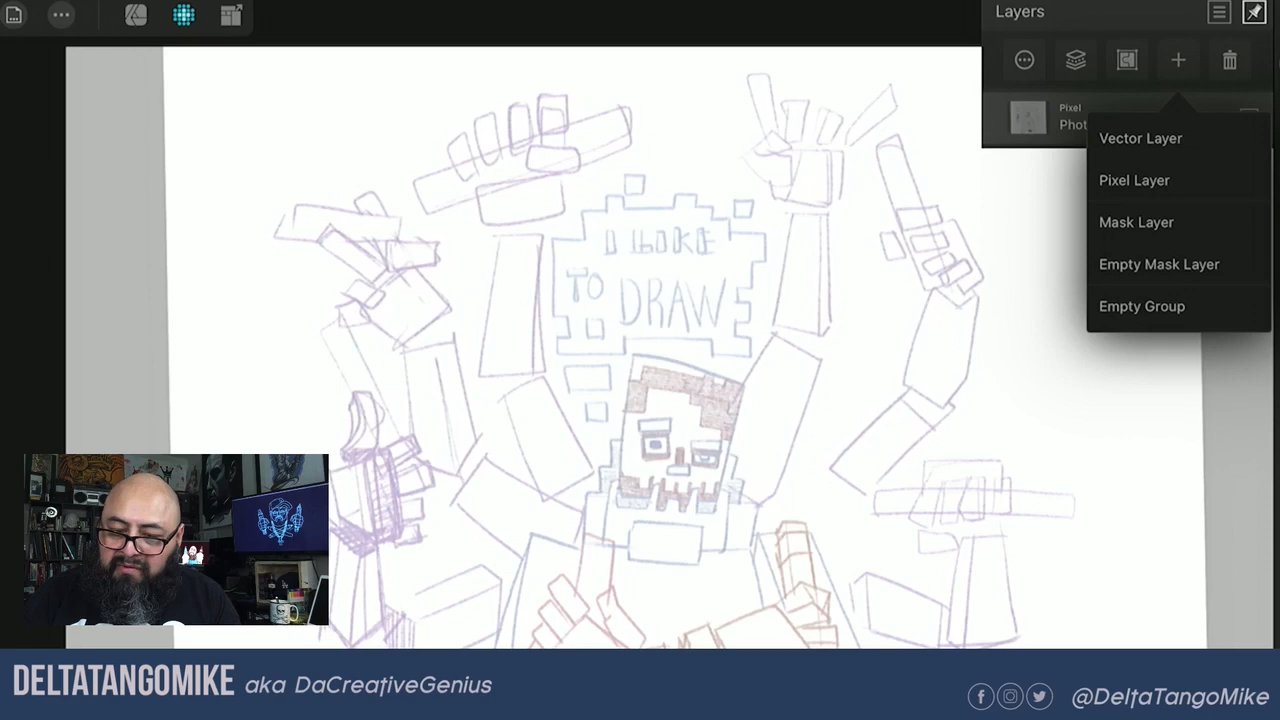 Layers
Pixel
Phot
Vector Layer
Pixel Layer
Mask Layer
Empty Mask Layer
Empty Group
TO
DRAW
DELTATANGOMIKE aka DaCreativeGenius
@DeltaTangoMike